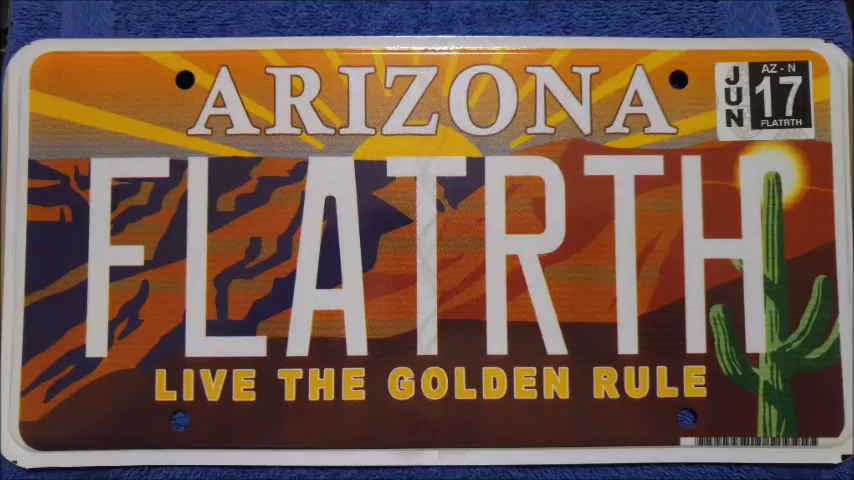 ARIZONA
JUN
AZ - N
17
FLATRTH
FLATRTH
LIVE THE GOLDEN RULE